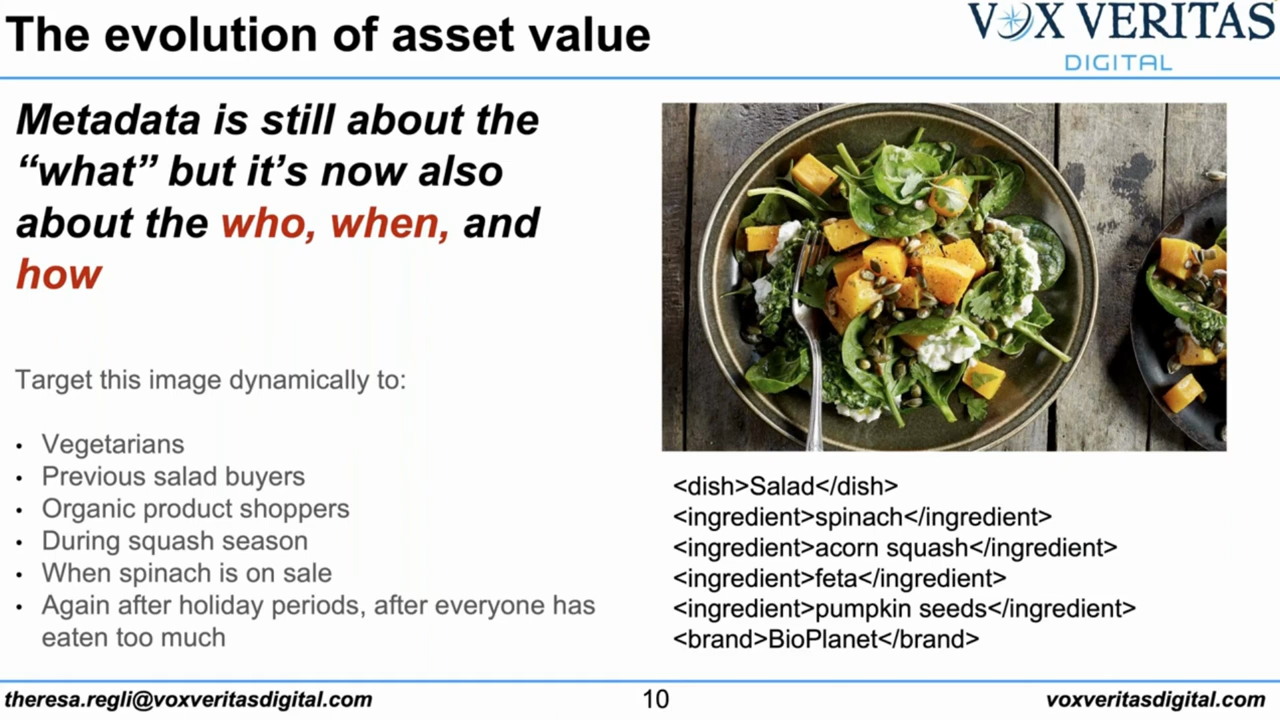 The evolution of asset value
VOX VERITAS
DIGITAL
Metadata is still about the
“what” but it’s now also
about the who, when, and
how
Target this image dynamically to:
• Vegetarians
• Previous salad buyers
• Organic product shoppers
• During squash season
• When spinach is on sale
• Again after holiday periods, after everyone has
eaten too much
<dish>Salad</dish>
<ingredient>spinach</ingredient>
<ingredient>acorn squash</ingredient>
<ingredient>feta</ingredient>
<ingredient>pumpkin seeds</ingredient>
<brand>BioPlanet</brand>
theresa.regli@voxveritasdigital.com
10
voxveritasdigital.com